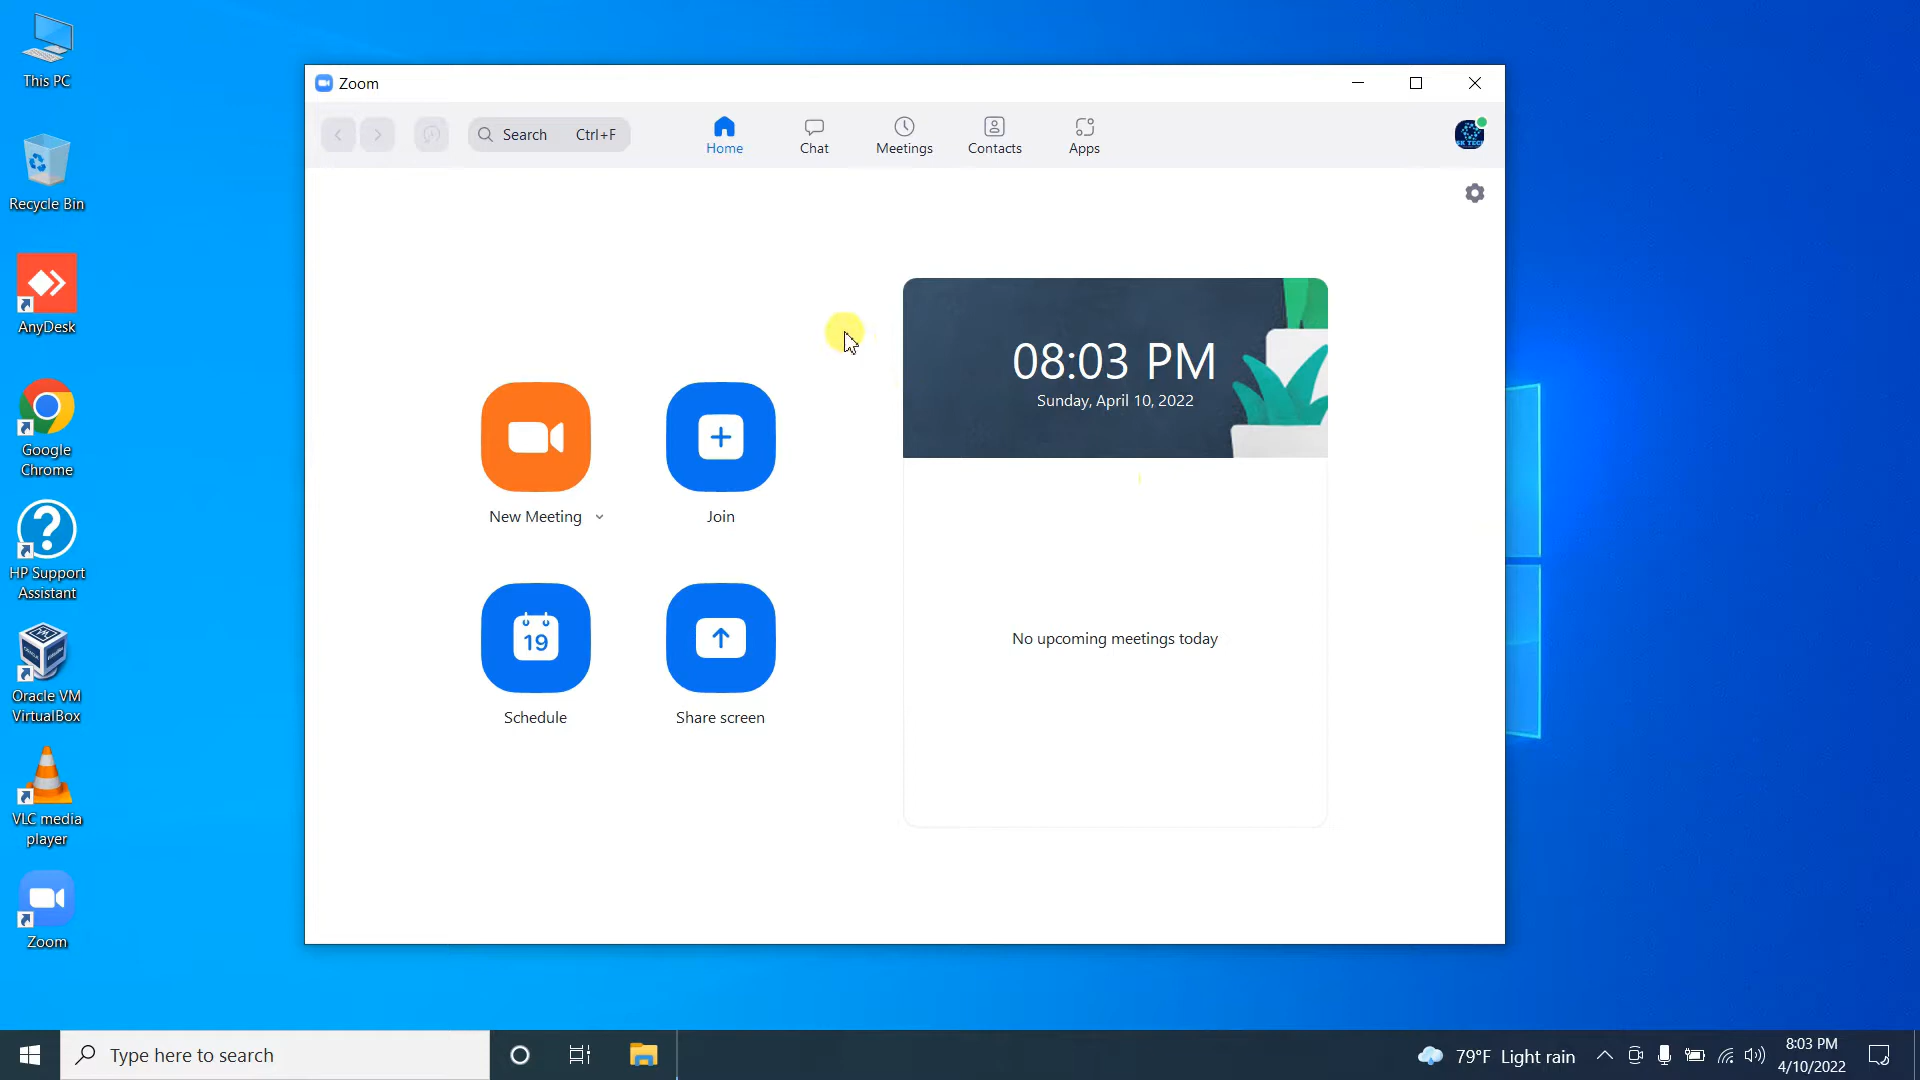 This PC
Recycle Bin
AnyDesk
Google
Chrome
HP Support
Assistant
Oracle VM
VirtualBox
VLC media
player
Zoom
Zoom
Search Ctrl+F
Home
Chat
Meetings
Contacts
Apps
SK TECH
New Meeting
Join
19
Schedule
Share screen
08:03 PM
Sunday, April 10, 2022
No upcoming meetings today
Type here to search
79°F Light rain
8:03 PM
4/10/2022